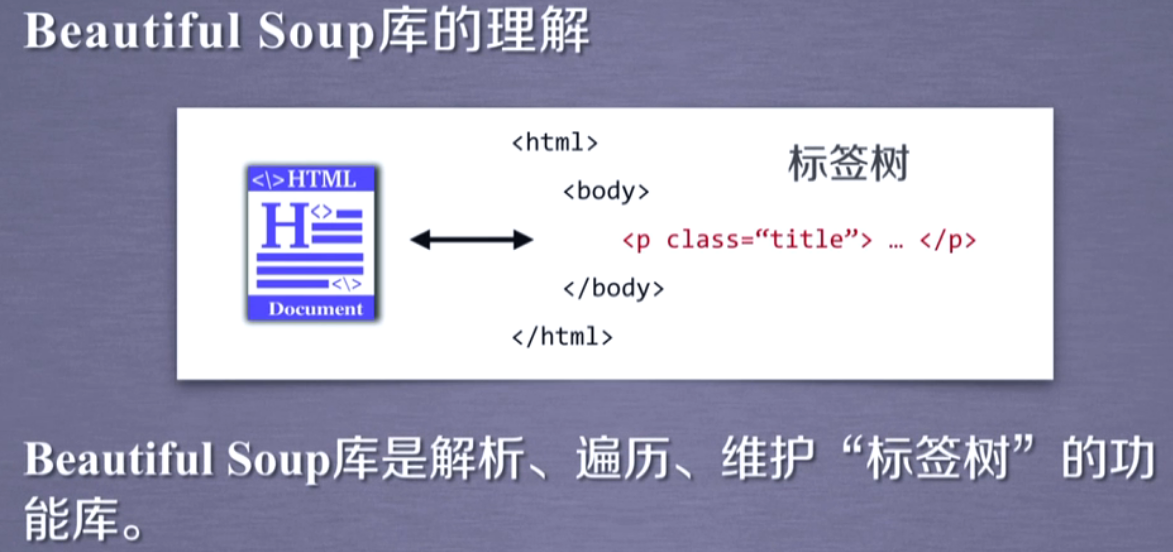 Beautiful Soup库的理解
<html>
标签树
<body>
<\>HTML
H<>
<p class=“title”> … </p>
<\>
</body>
Document
</html>
Beautiful Soup库是解析、遍历、维护“标签树”的功
能库。